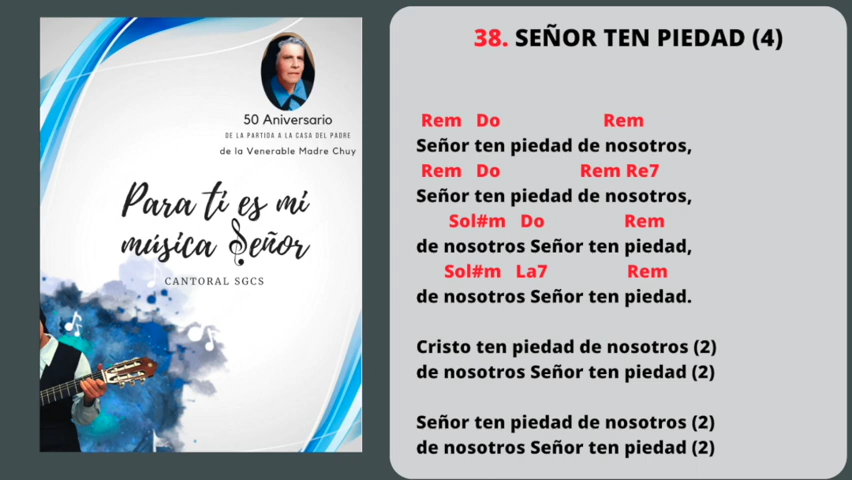 50 Aniversario
DE LA PARTIDA A LA CASA DEL PADRE
de la Venerable Madre Chuy
Para ti es mi
música Señor
CANTORAL SGCS
38. SEÑOR TEN PIEDAD (4)
Rem Do Rem
Señor ten piedad de nosotros,
Rem Do Rem Re7
Señor ten piedad de nosotros,
Sol#m Do Rem
de nosotros Señor ten piedad,
Sol#m La7 Rem
de nosotros Señor ten piedad.
Cristo ten piedad de nosotros (2)
de nosotros Señor ten piedad (2)
Señor ten piedad de nosotros (2)
de nosotros Señor ten piedad (2)